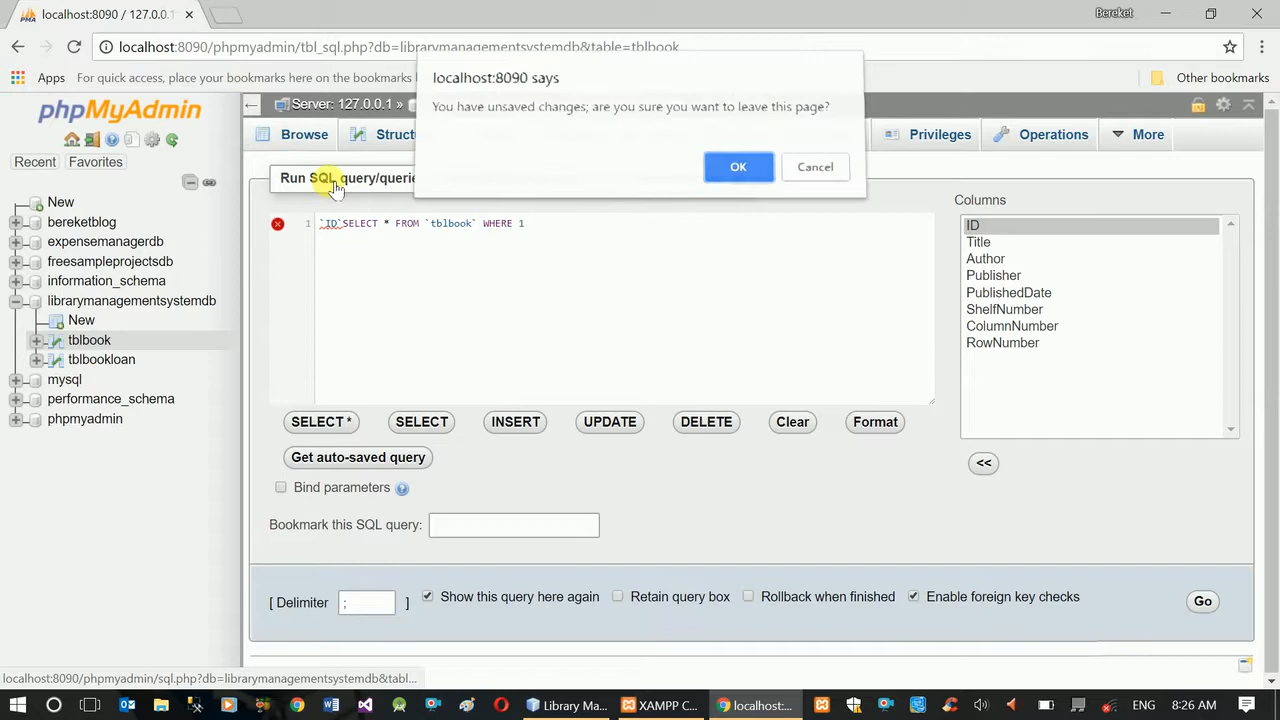 localhost:8090 / 127.0.0.1
Bereket
localhost:8090/phpmyadmin/tbl_sql.php?db=librarymanagementsystemdb&table=tblbook
Apps For quick access, place your bookmarks here on the bookmarks
Other bookmarks
localhost:8090 says
You have unsaved changes; are you sure you want to leave this page?
OK
Cancel
phpMyAdmin
Recent
Favorites
New
bereketblog
expensemanagerdb
freesampleprojectsdb
information_schema
librarymanagementsystemdb
New
tblbook
tblbookloan
mysql
performance_schema
phpmyadmin
Server: 127.0.0.1 »
Browse
Struct
Privileges
Operations
More
Run SQL query/querie
1 `ID`SELECT * FROM `tblbook` WHERE 1
Columns
ID
Title
Author
Publisher
PublishedDate
ShelfNumber
ColumnNumber
RowNumber
<<
SELECT *
SELECT
INSERT
UPDATE
DELETE
Clear
Format
Get auto-saved query
Bind parameters
Bookmark this SQL query:
[ Delimiter ; ]
Show this query here again
Retain query box
Rollback when finished
Enable foreign key checks
Go
localhost:8090/phpmyadmin/sql.php?db=librarymanagementsystemdb&tabl...
Library Ma...
XAMPP C...
localhost:...
ENG
8:26 AM